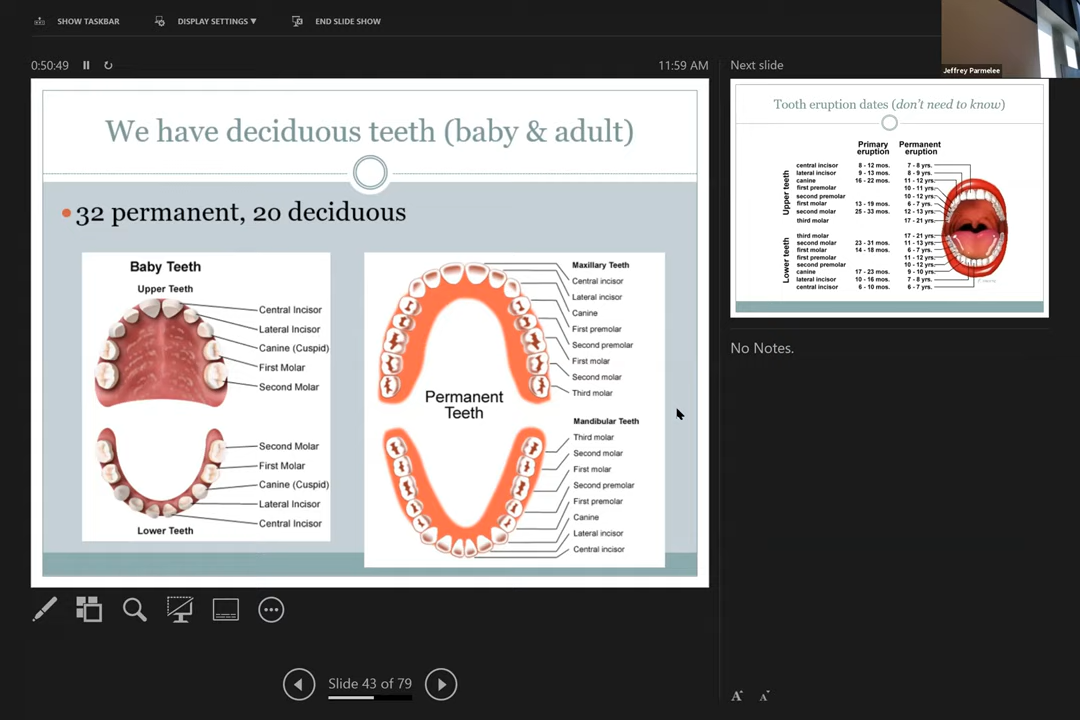 SHOW TASKBAR
DISPLAY SETTINGS ▼
END SLIDE SHOW
Jeffrey Parmelee
0:50:49
11:59 AM
Next slide
We have deciduous teeth (baby & adult)
• 32 permanent, 20 deciduous
Baby Teeth
Upper Teeth
Central Incisor
Lateral Incisor
Canine (Cuspid)
First Molar
Second Molar
Second Molar
First Molar
Canine (Cuspid)
Lateral Incisor
Central Incisor
Lower Teeth
Maxillary Teeth
Central incisor
Lateral incisor
Canine
First premolar
Second premolar
First molar
Second molar
Third molar
Permanent
Teeth
Mandibular Teeth
Third molar
Second molar
First molar
Second premolar
First premolar
Canine
Lateral incisor
Central incisor
Tooth eruption dates (don't need to know)
Primary eruption Permanent eruption
Upper teeth
central incisor 8 - 12 mos. 7 - 8 yrs.
lateral incisor 9 - 13 mos. 8 - 9 yrs.
canine 16 - 22 mos. 11 - 12 yrs.
first premolar 10 - 11 yrs.
second premolar 10 - 12 yrs.
first molar 13 - 19 mos. 6 - 7 yrs.
second molar 25 - 33 mos. 12 - 13 yrs.
third molar 17 - 21 yrs.
Lower teeth
third molar 17 - 21 yrs.
second molar 23 - 31 mos. 11 - 13 yrs.
first molar 14 - 18 mos. 6 - 7 yrs.
first premolar 11 - 12 yrs.
second premolar 10 - 12 yrs.
canine 17 - 23 mos. 9 - 10 yrs.
lateral incisor 10 - 16 mos. 7 - 8 yrs.
central incisor 6 - 10 mos. 6 - 7 yrs.
No Notes.
Slide 43 of 79
A A